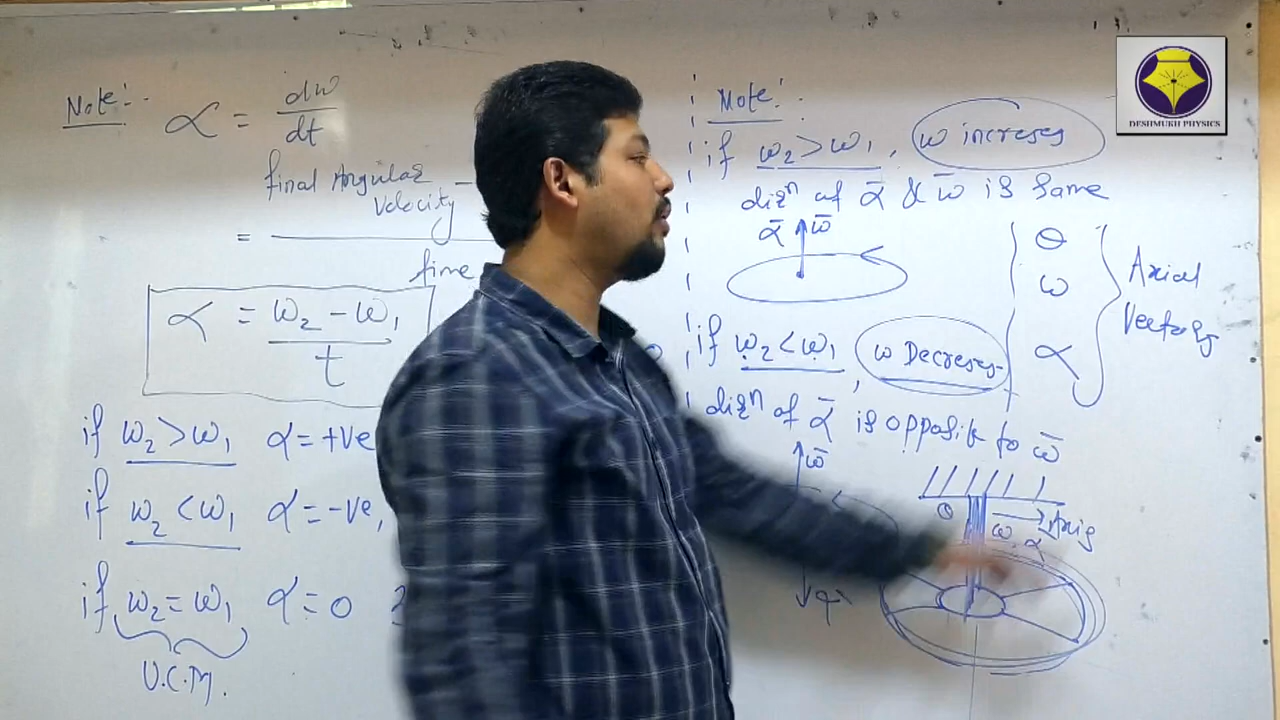 Note:-
α = dω/dt
final Angular
Velocity -
= 
time
α = ω₂ - ω₁ / t
if ω₂ > ω₁ α = +ve
if ω₂ < ω₁ α = -ve,
if ω₂ = ω₁ α = 0
U.C.M.
Note:-
if ω₂ > ω₁, ω increses
dirⁿ of ᾱ & ω̄ is Same
ᾱ ω̄
if ω₂ < ω₁, ω Decreses
dirⁿ of ᾱ is opposit to ω̄
ω̄
θ
ω
α
Axial
Vectors
θ
Axis
ω, α
DESHMUKH PHYSICS